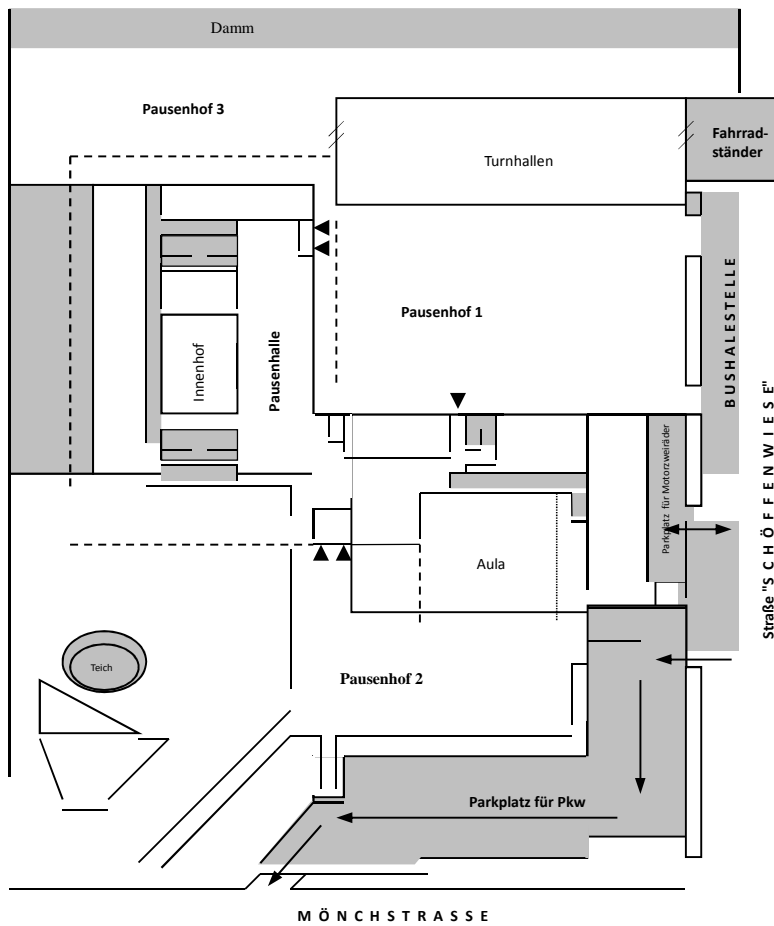 Damm
Pausenhof 3
Fahrrad-
ständer
Turnhallen
Pausenhof 1
BUSHALESTELLE
Innenhof
Pausenhalle
Straße "SCHÖFFENWIESE"
Parkplatz für Motorzweiräder
Aula
Teich
Pausenhof 2
Parkplatz für Pkw
MÖNCHSTRASSE